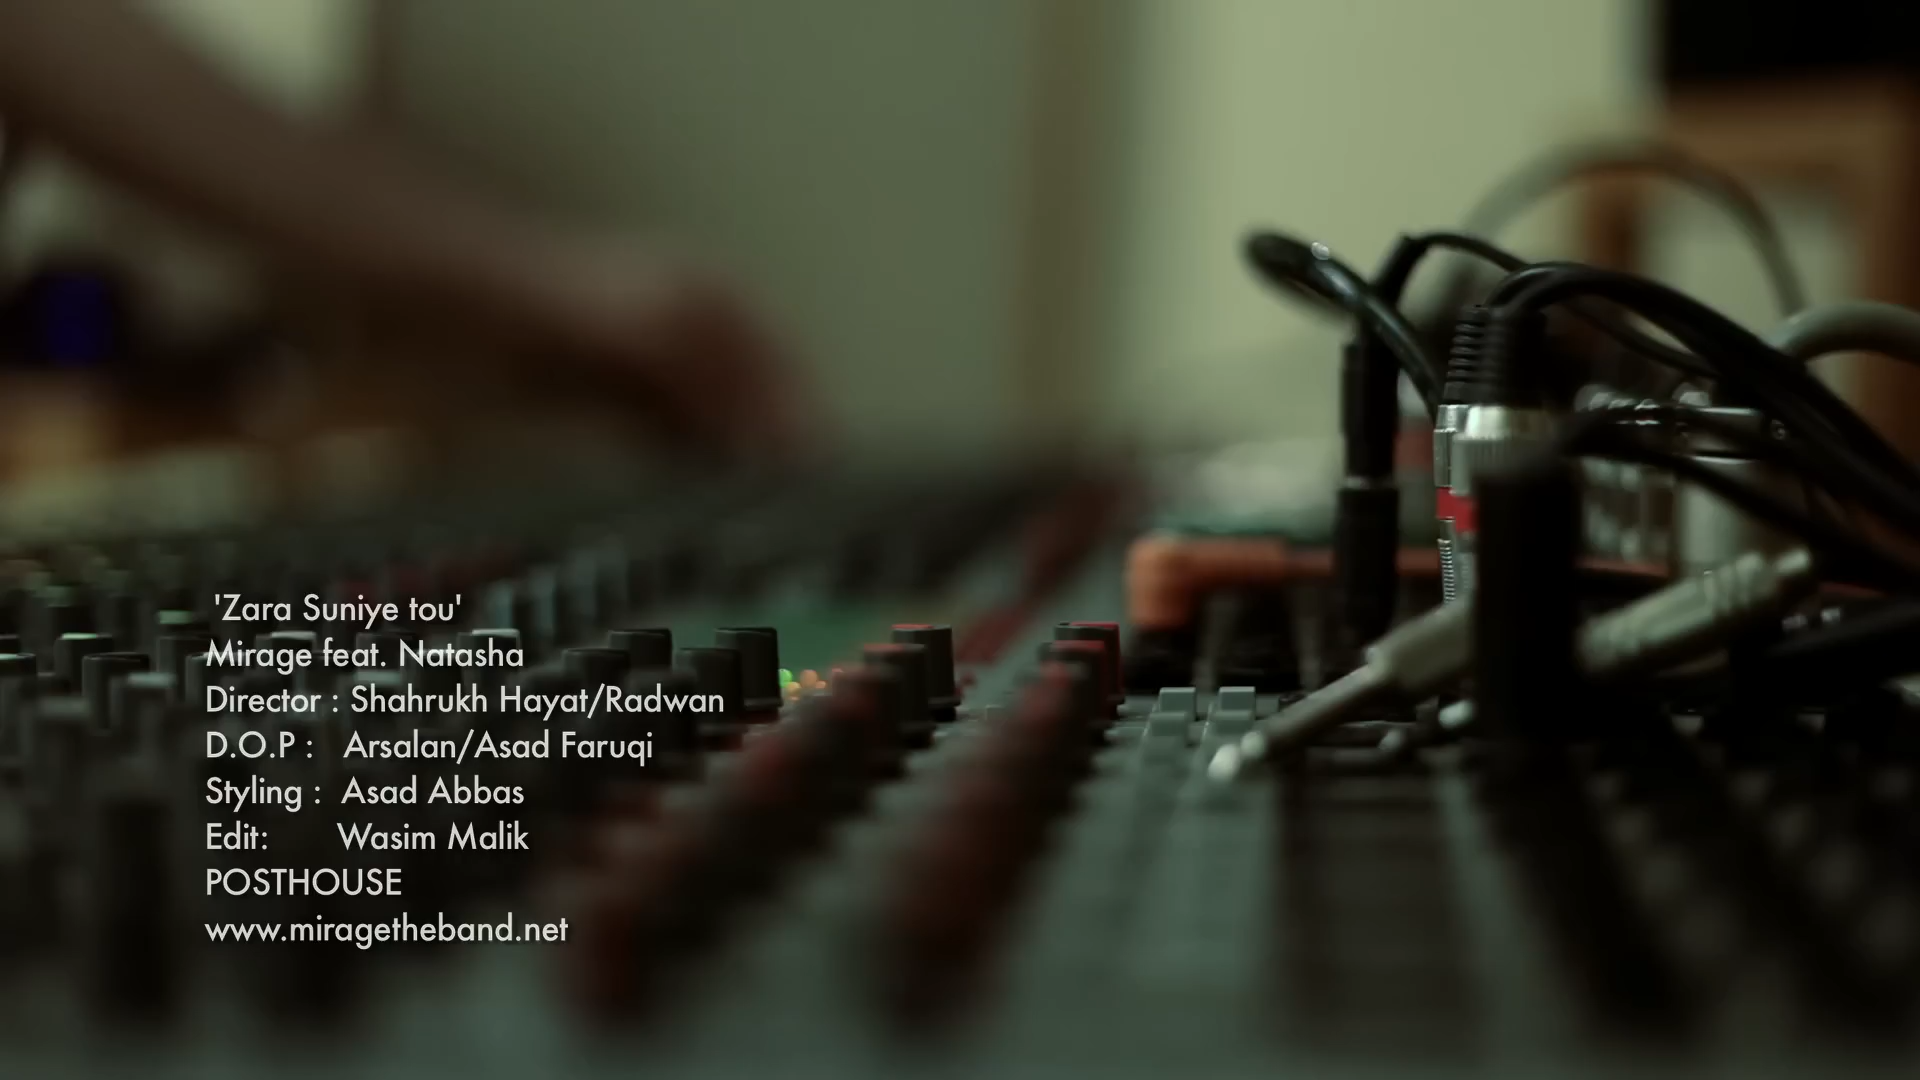 'Zara Suniye tou'
Mirage feat. Natasha
Director : Shahrukh Hayat/Radwan
D.O.P : Arsalan/Asad Faruqi
Styling : Asad Abbas
Edit: Wasim Malik
POSTHOUSE
www.miragetheband.net